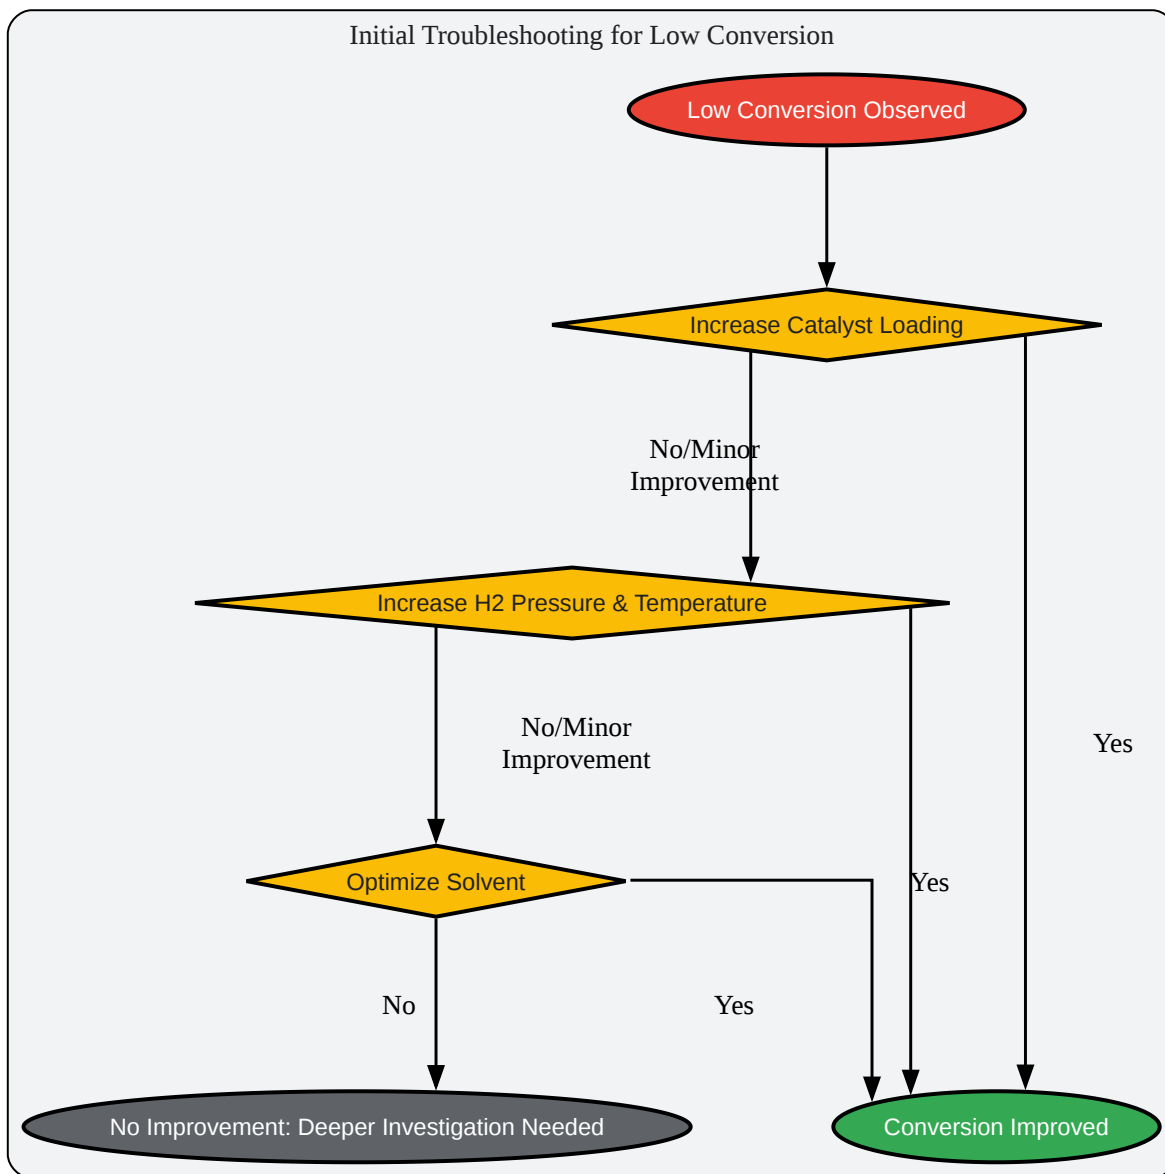 Initial Troubleshooting for Low Conversion
Low Conversion Observed
Increase Catalyst Loading
No/Minor
Improvement
Increase H2 Pressure & Temperature
No/Minor
Improvement
Yes
Optimize Solvent
Yes
No
Yes
No Improvement: Deeper Investigation Needed
Conversion Improved